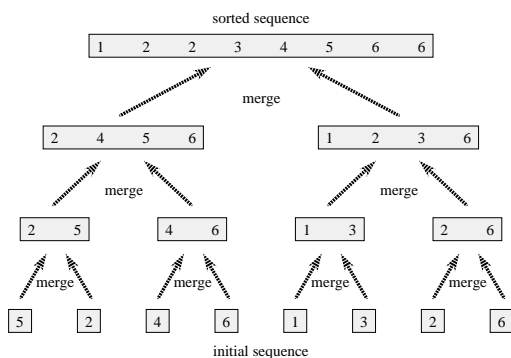 sorted sequence
1 2 2 3 4 5 6 6
merge
2 4 5 6
1 2 3 6
merge
merge
2 5
4 6
1 3
2 6
merge
merge
merge
merge
5
2
4
6
1
3
2
6
initial sequence